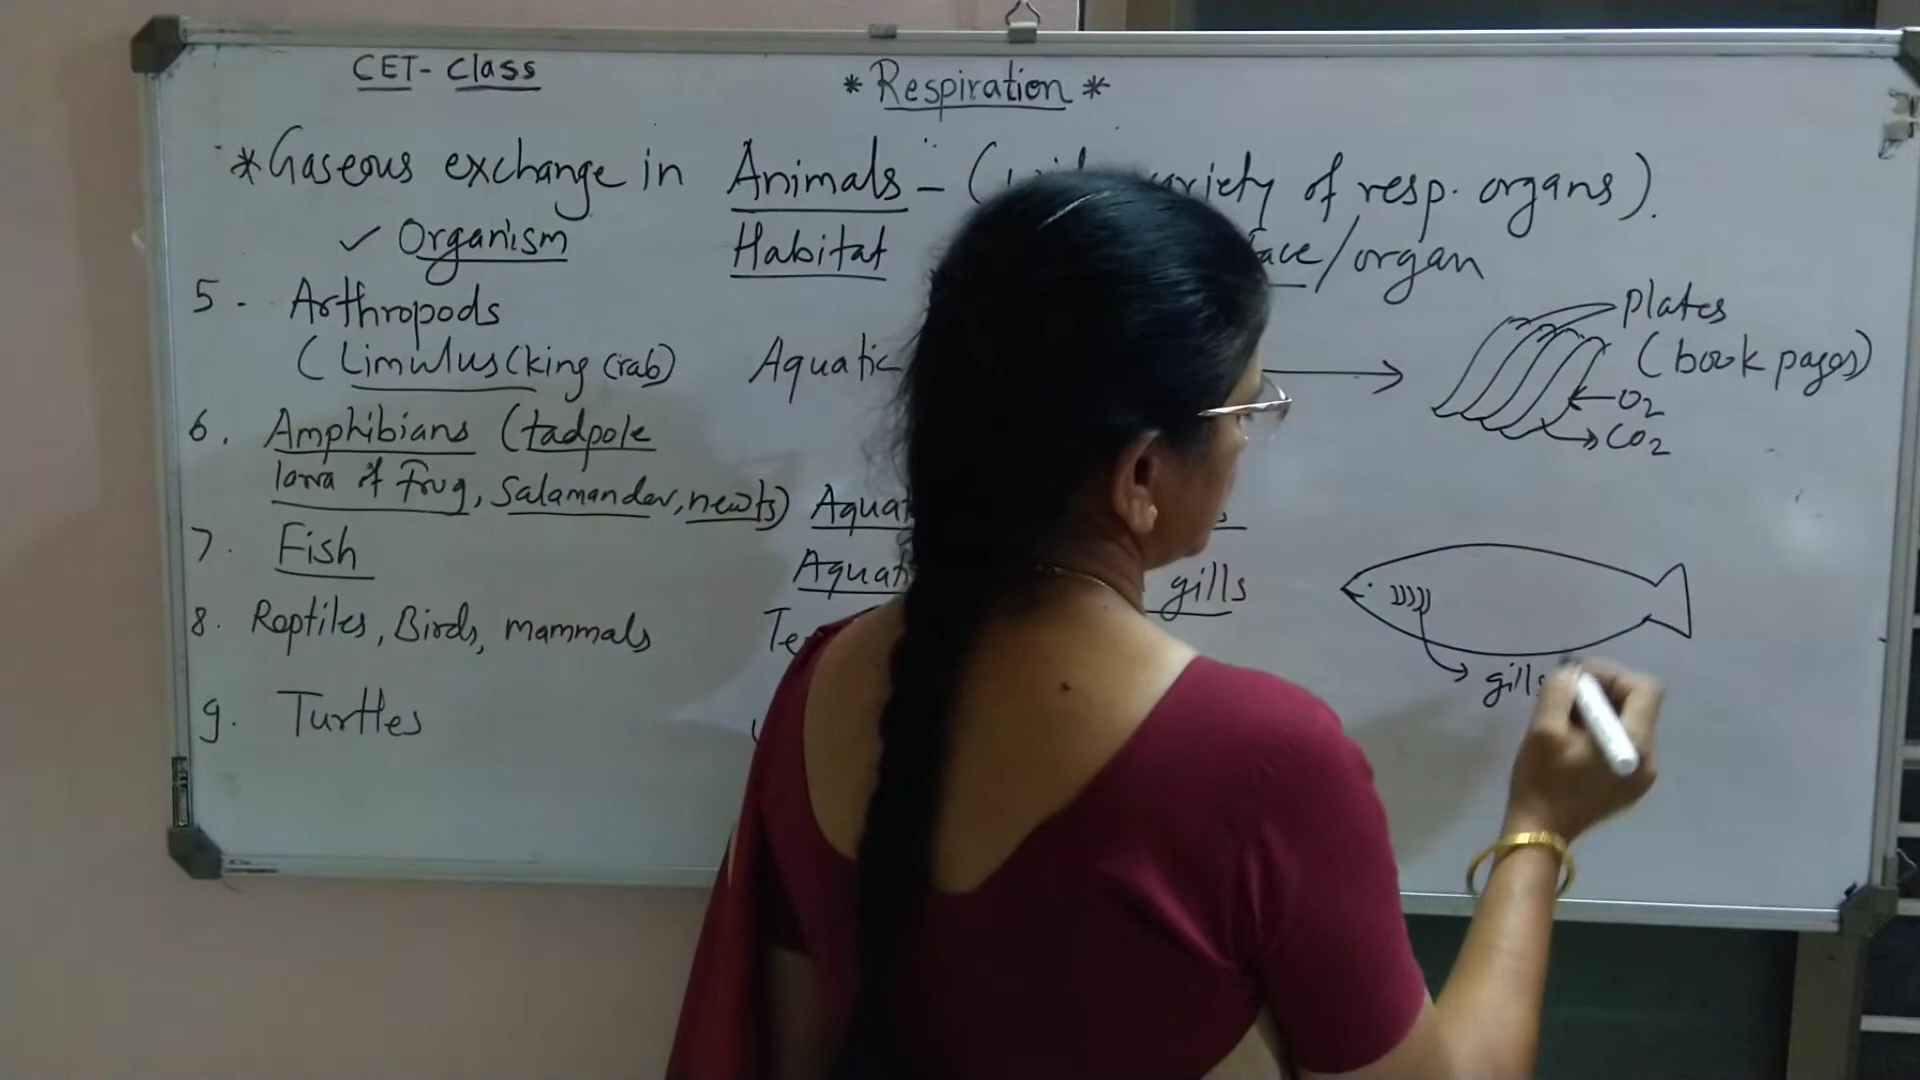 CET- Class
* Respiration *
* Gaseous exchange in Animals - ( variety of resp. organs).
✓ Organism Habitat /organ
5. Arthropods
(Limulus (king crab) Aquatic
plates
(book pages)
O2
CO2
6. Amphibians (tadpole
larva of Frog, Salamander, newts)
7. Fish gills
8. Reptiles, Birds, mammals
gills
9. Turtles